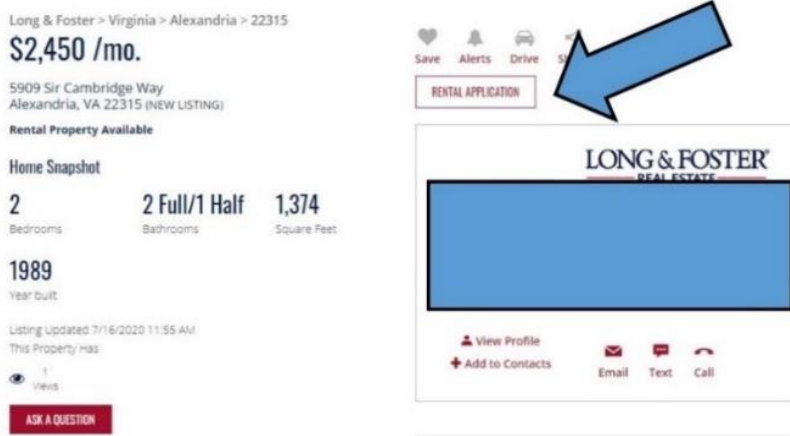 Long & Foster > Virginia > Alexandria > 22315
$2,450 /mo.
5909 Sir Cambridge Way
Alexandria, VA 22315 (NEW LISTING)
Rental Property Available
Home Snapshot
2
Bedrooms
2 Full/1 Half
Bathrooms
1,374
Square Feet
1989
Year built
Listing Updated 7/16/2020 11:55 AM
This Property Has
1
Views
ASK A QUESTION
Save Alerts Drive
RENTAL APPLICATION
LONG & FOSTER®
REAL ESTATE
View Profile
Add to Contacts
Email Text Call